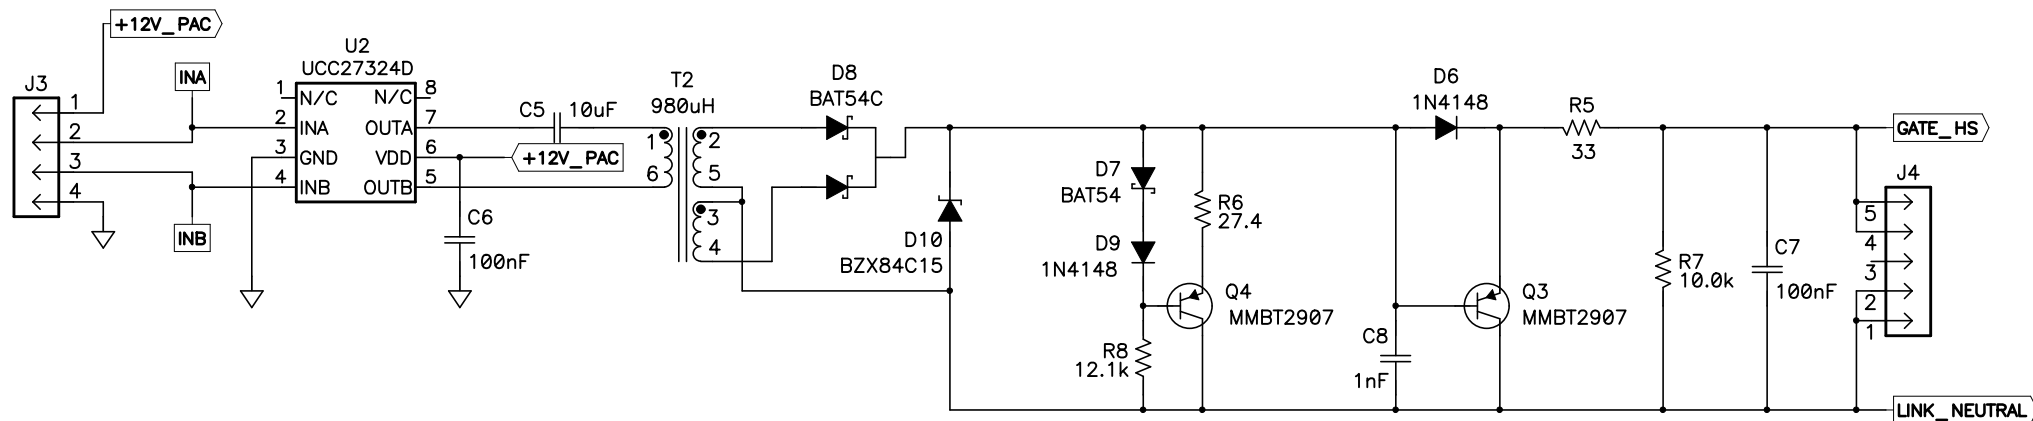 +12V_PAC
J3
1
2
3
4
INA
INB
U2
UCC27324D
1 N/C N/C 8
2 INA OUTA 7
3 GND VDD 6
4 INB OUTB 5
+12V_PAC
C6
100nF
C5 10uF
T2
980uH
1 2
6 5
3
4
D8
BAT54C
D10
BZX84C15
D7
BAT54
D9
1N4148
R6
27.4
Q4
MMBT2907
R8
12.1k
D6
1N4148
C8
1nF
Q3
MMBT2907
R5
33
R7
10.0k
C7
100nF
GATE_HS
J4
5
4
3
2
1
LINK_NEUTRAL